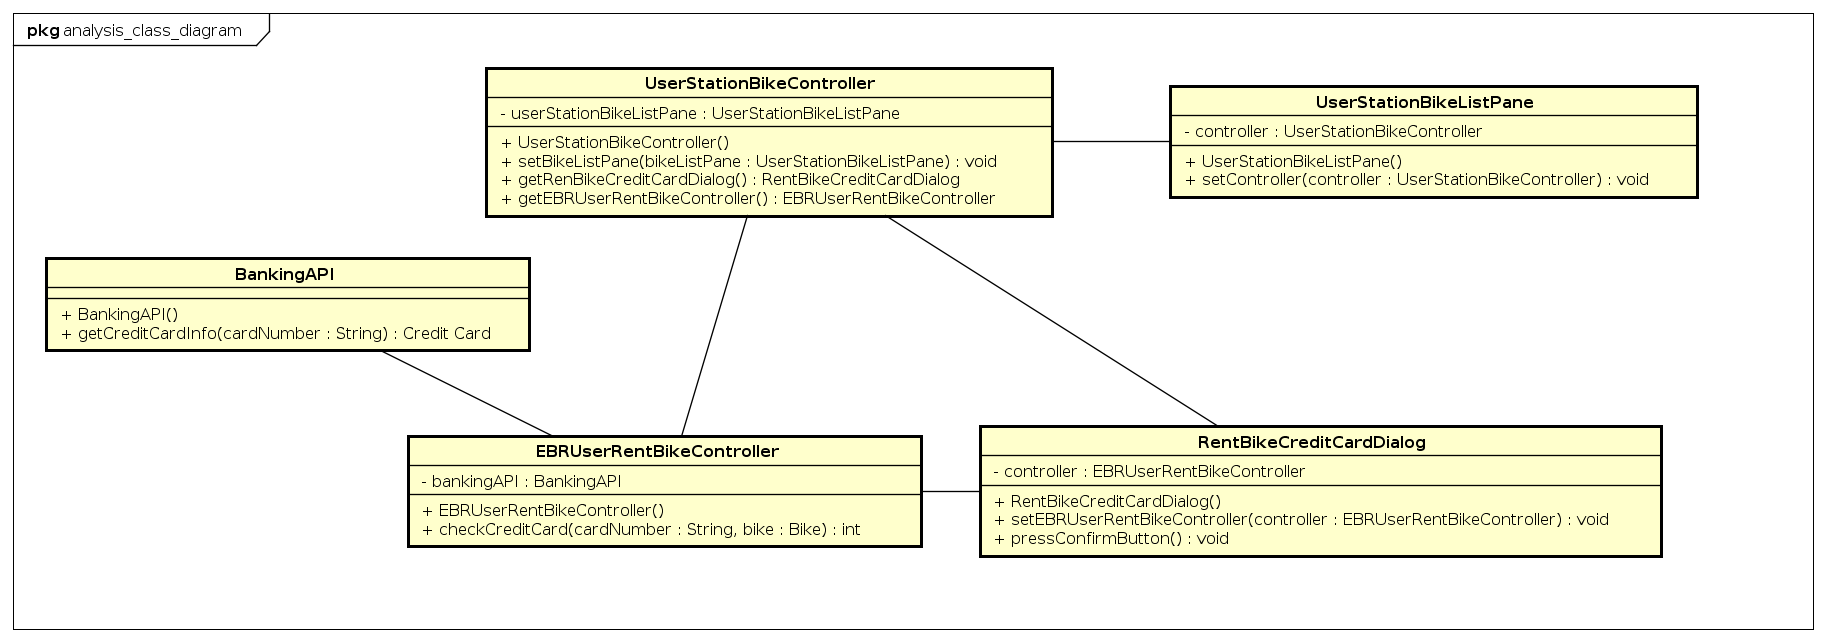 pkg analysis_class_diagram
UserStationBikeController
- userStationBikeListPane : UserStationBikeListPane
+ UserStationBikeController()
+ setBikeListPane(bikeListPane : UserStationBikeListPane) : void
+ getRenBikeCreditCardDialog() : RentBikeCreditCardDialog
+ getEBRUserRentBikeController() : EBRUserRentBikeController
UserStationBikeListPane
- controller : UserStationBikeController
+ UserStationBikeListPane()
+ setController(controller : UserStationBikeController) : void
BankingAPI
+ BankingAPI()
+ getCreditCardInfo(cardNumber : String) : Credit Card
EBRUserRentBikeController
- bankingAPI : BankingAPI
+ EBRUserRentBikeController()
+ checkCreditCard(cardNumber : String, bike : Bike) : int
RentBikeCreditCardDialog
- controller : EBRUserRentBikeController
+ RentBikeCreditCardDialog()
+ setEBRUserRentBikeController(controller : EBRUserRentBikeController) : void
+ pressConfirmButton() : void